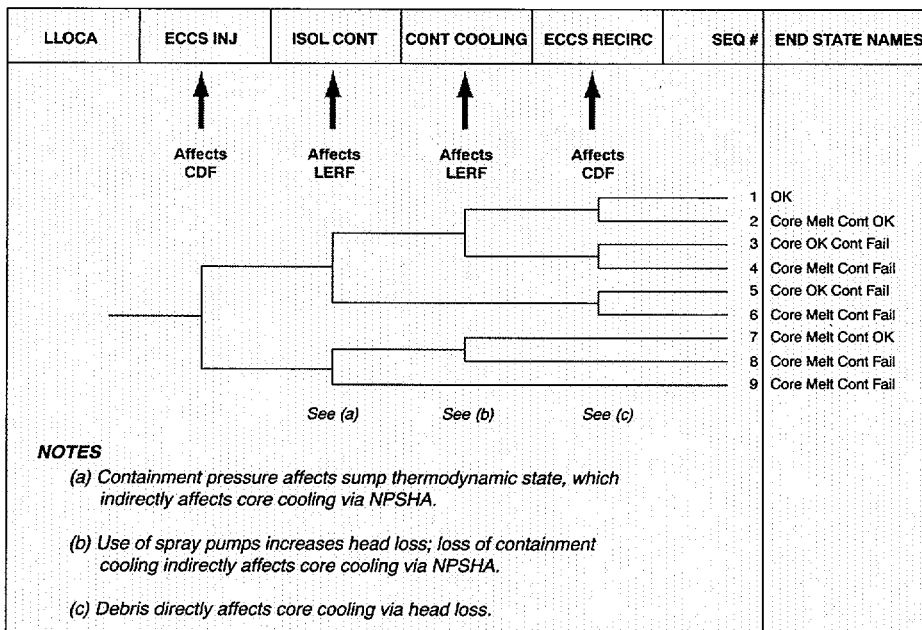 LLOCA ECCS INJ ISOL CONT CONT COOLING ECCS RECIRC SEQ # END STATE NAMES
Affects CDF
Affects LERF
Affects LERF
Affects CDF
1 OK
2 Core Melt Cont OK
3 Core OK Cont Fail
4 Core Melt Cont Fail
5 Core OK Cont Fail
6 Core Melt Cont Fail
7 Core Melt Cont OK
8 Core Melt Cont Fail
9 Core Melt Cont Fail
See (a) See (b) See (c)
NOTES
(a) Containment pressure affects sump thermodynamic state, which
indirectly affects core cooling via NPSHA.
(b) Use of spray pumps increases head loss; loss of containment
cooling indirectly affects core cooling via NPSHA.
(c) Debris directly affects core cooling via head loss.